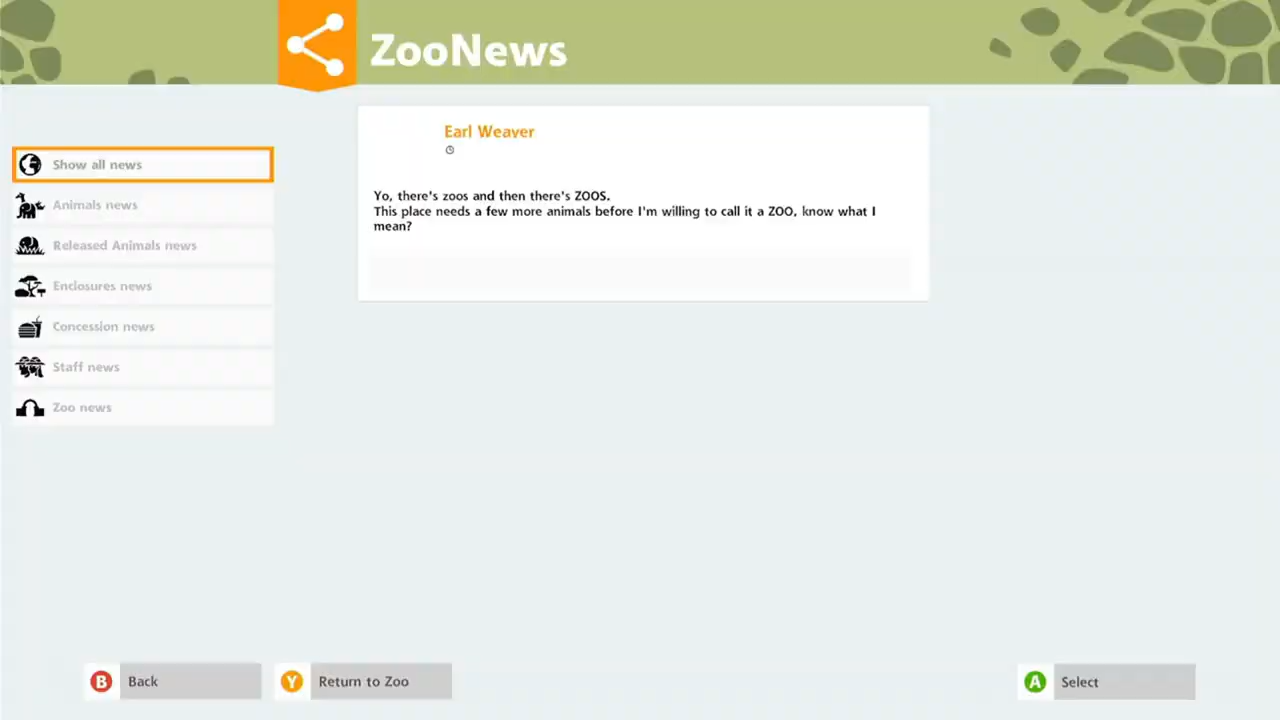 ZooNews
Show all news
Animals news
Released Animals news
Enclosures news
Concession news
Staff news
Zoo news
Earl Weaver
Yo, there's zoos and then there's ZOOS.
This place needs a few more animals before I'm willing to call it a ZOO, know what I
mean?
B Back
Y Return to Zoo
A Select